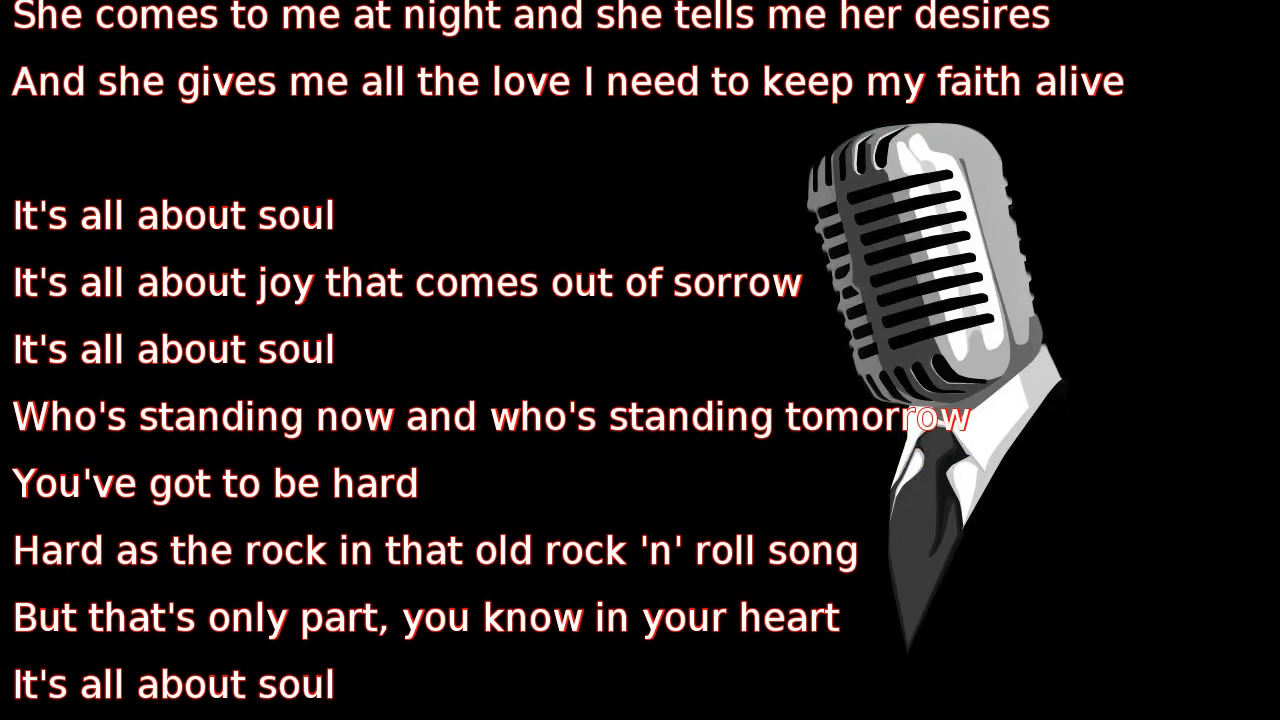 She comes to me at night and she tells me her desires
And she gives me all the love I need to keep my faith alive
It's all about soul
It's all about joy that comes out of sorrow
It's all about soul
Who's standing now and who's standing tomorrow
You've got to be hard
Hard as the rock in that old rock 'n' roll song
But that's only part, you know in your heart
It's all about soul